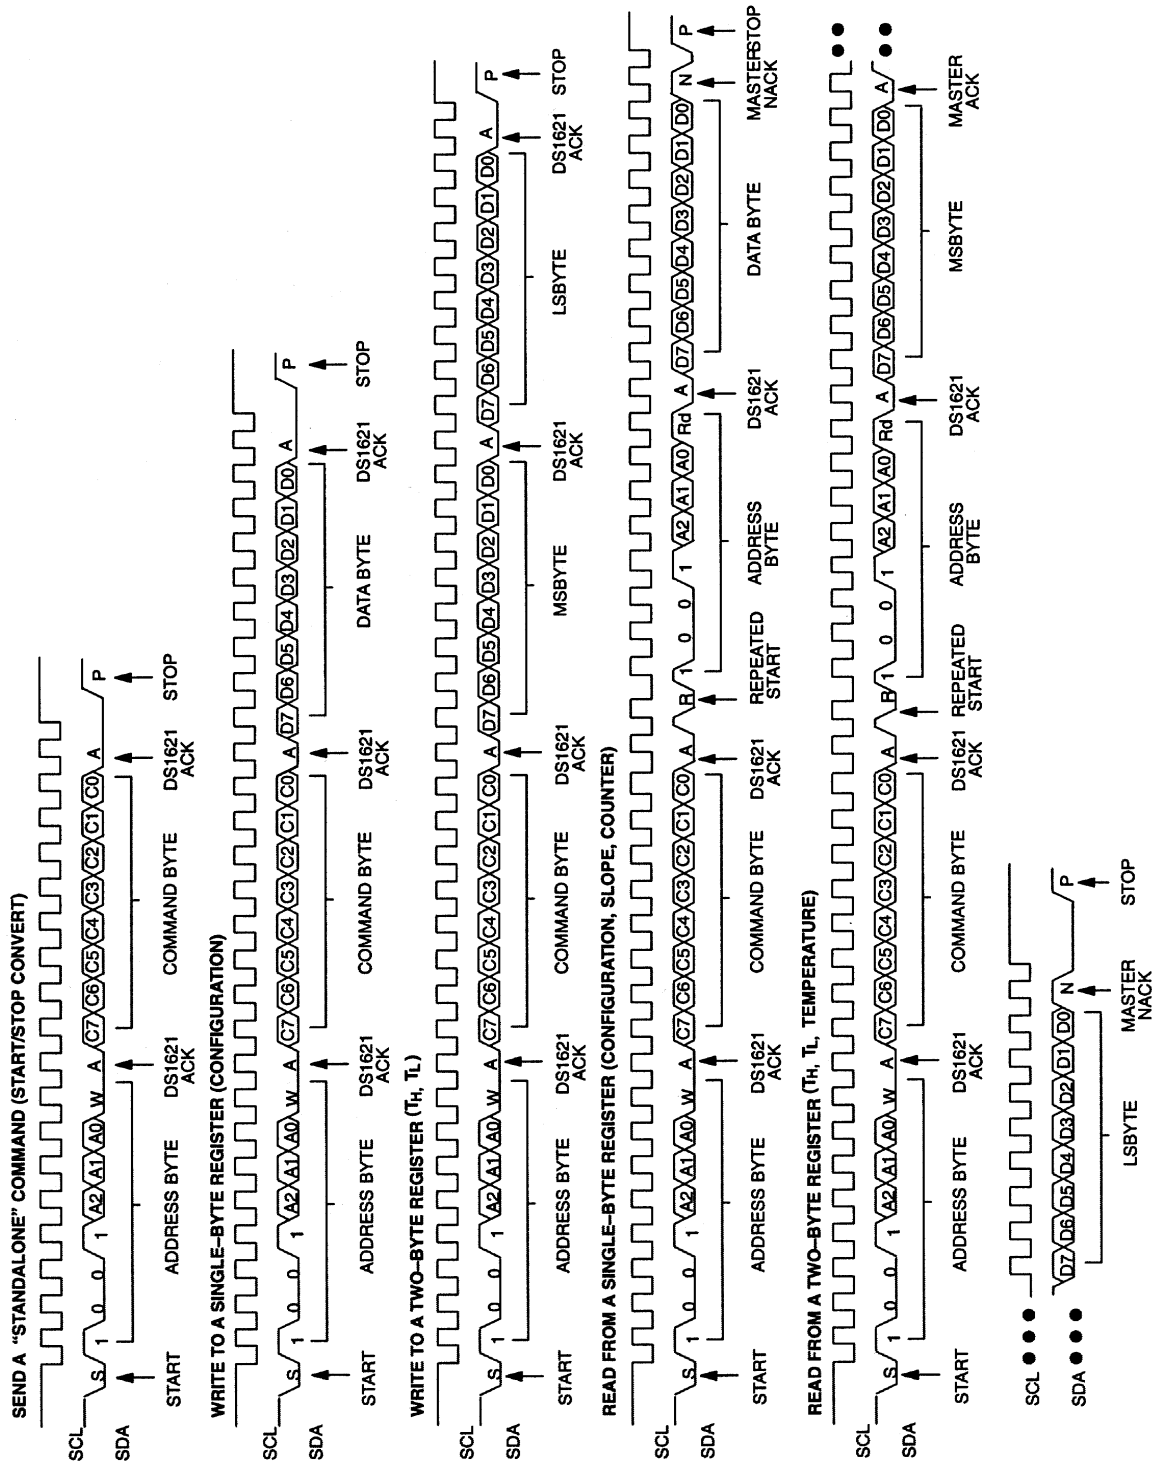 SEND A “STANDALONE” COMMAND (START/STOP CONVERT)
SCL
SDA
S 1 0 0 1 A2 A1 A0 W A C7 C6 C5 C4 C3 C2 C1 C0 A P
START ADDRESS BYTE DS1621 ACK COMMAND BYTE DS1621 ACK STOP
WRITE TO A SINGLE–BYTE REGISTER (CONFIGURATION)
SCL
SDA
S 1 0 0 1 A2 A1 A0 W A C7 C6 C5 C4 C3 C2 C1 C0 A D7 D6 D5 D4 D3 D2 D1 D0 A P
START ADDRESS BYTE DS1621 ACK COMMAND BYTE DS1621 ACK DATA BYTE DS1621 ACK STOP
WRITE TO A TWO–BYTE REGISTER (TH, TL)
SCL
SDA
S 1 0 0 1 A2 A1 A0 W A C7 C6 C5 C4 C3 C2 C1 C0 A D7 D6 D5 D4 D3 D2 D1 D0 A D7 D6 D5 D4 D3 D2 D1 D0 A P
START ADDRESS BYTE DS1621 ACK COMMAND BYTE DS1621 ACK MSBYTE DS1621 ACK LSBYTE DS1621 ACK STOP
READ FROM A SINGLE–BYTE REGISTER (CONFIGURATION, SLOPE, COUNTER)
SCL
SDA
S 1 0 0 1 A2 A1 A0 W A C7 C6 C5 C4 C3 C2 C1 C0 A R 1 0 0 1 A2 A1 A0 Rd A D7 D6 D5 D4 D3 D2 D1 D0 N P
START ADDRESS BYTE DS1621 ACK COMMAND BYTE DS1621 ACK REPEATED START ADDRESS BYTE DS1621 ACK DATA BYTE MASTER NACK STOP
READ FROM A TWO–BYTE REGISTER (TH, TL, TEMPERATURE)
SCL
SDA
S 1 0 0 1 A2 A1 A0 W A C7 C6 C5 C4 C3 C2 C1 C0 A R 1 0 0 1 A2 A1 A0 Rd A D7 D6 D5 D4 D3 D2 D1 D0 A
START ADDRESS BYTE DS1621 ACK COMMAND BYTE DS1621 ACK REPEATED START ADDRESS BYTE DS1621 ACK MSBYTE MASTER ACK
SCL
SDA
D7 D6 D5 D4 D3 D2 D1 D0 N P
LSBYTE MASTER NACK STOP